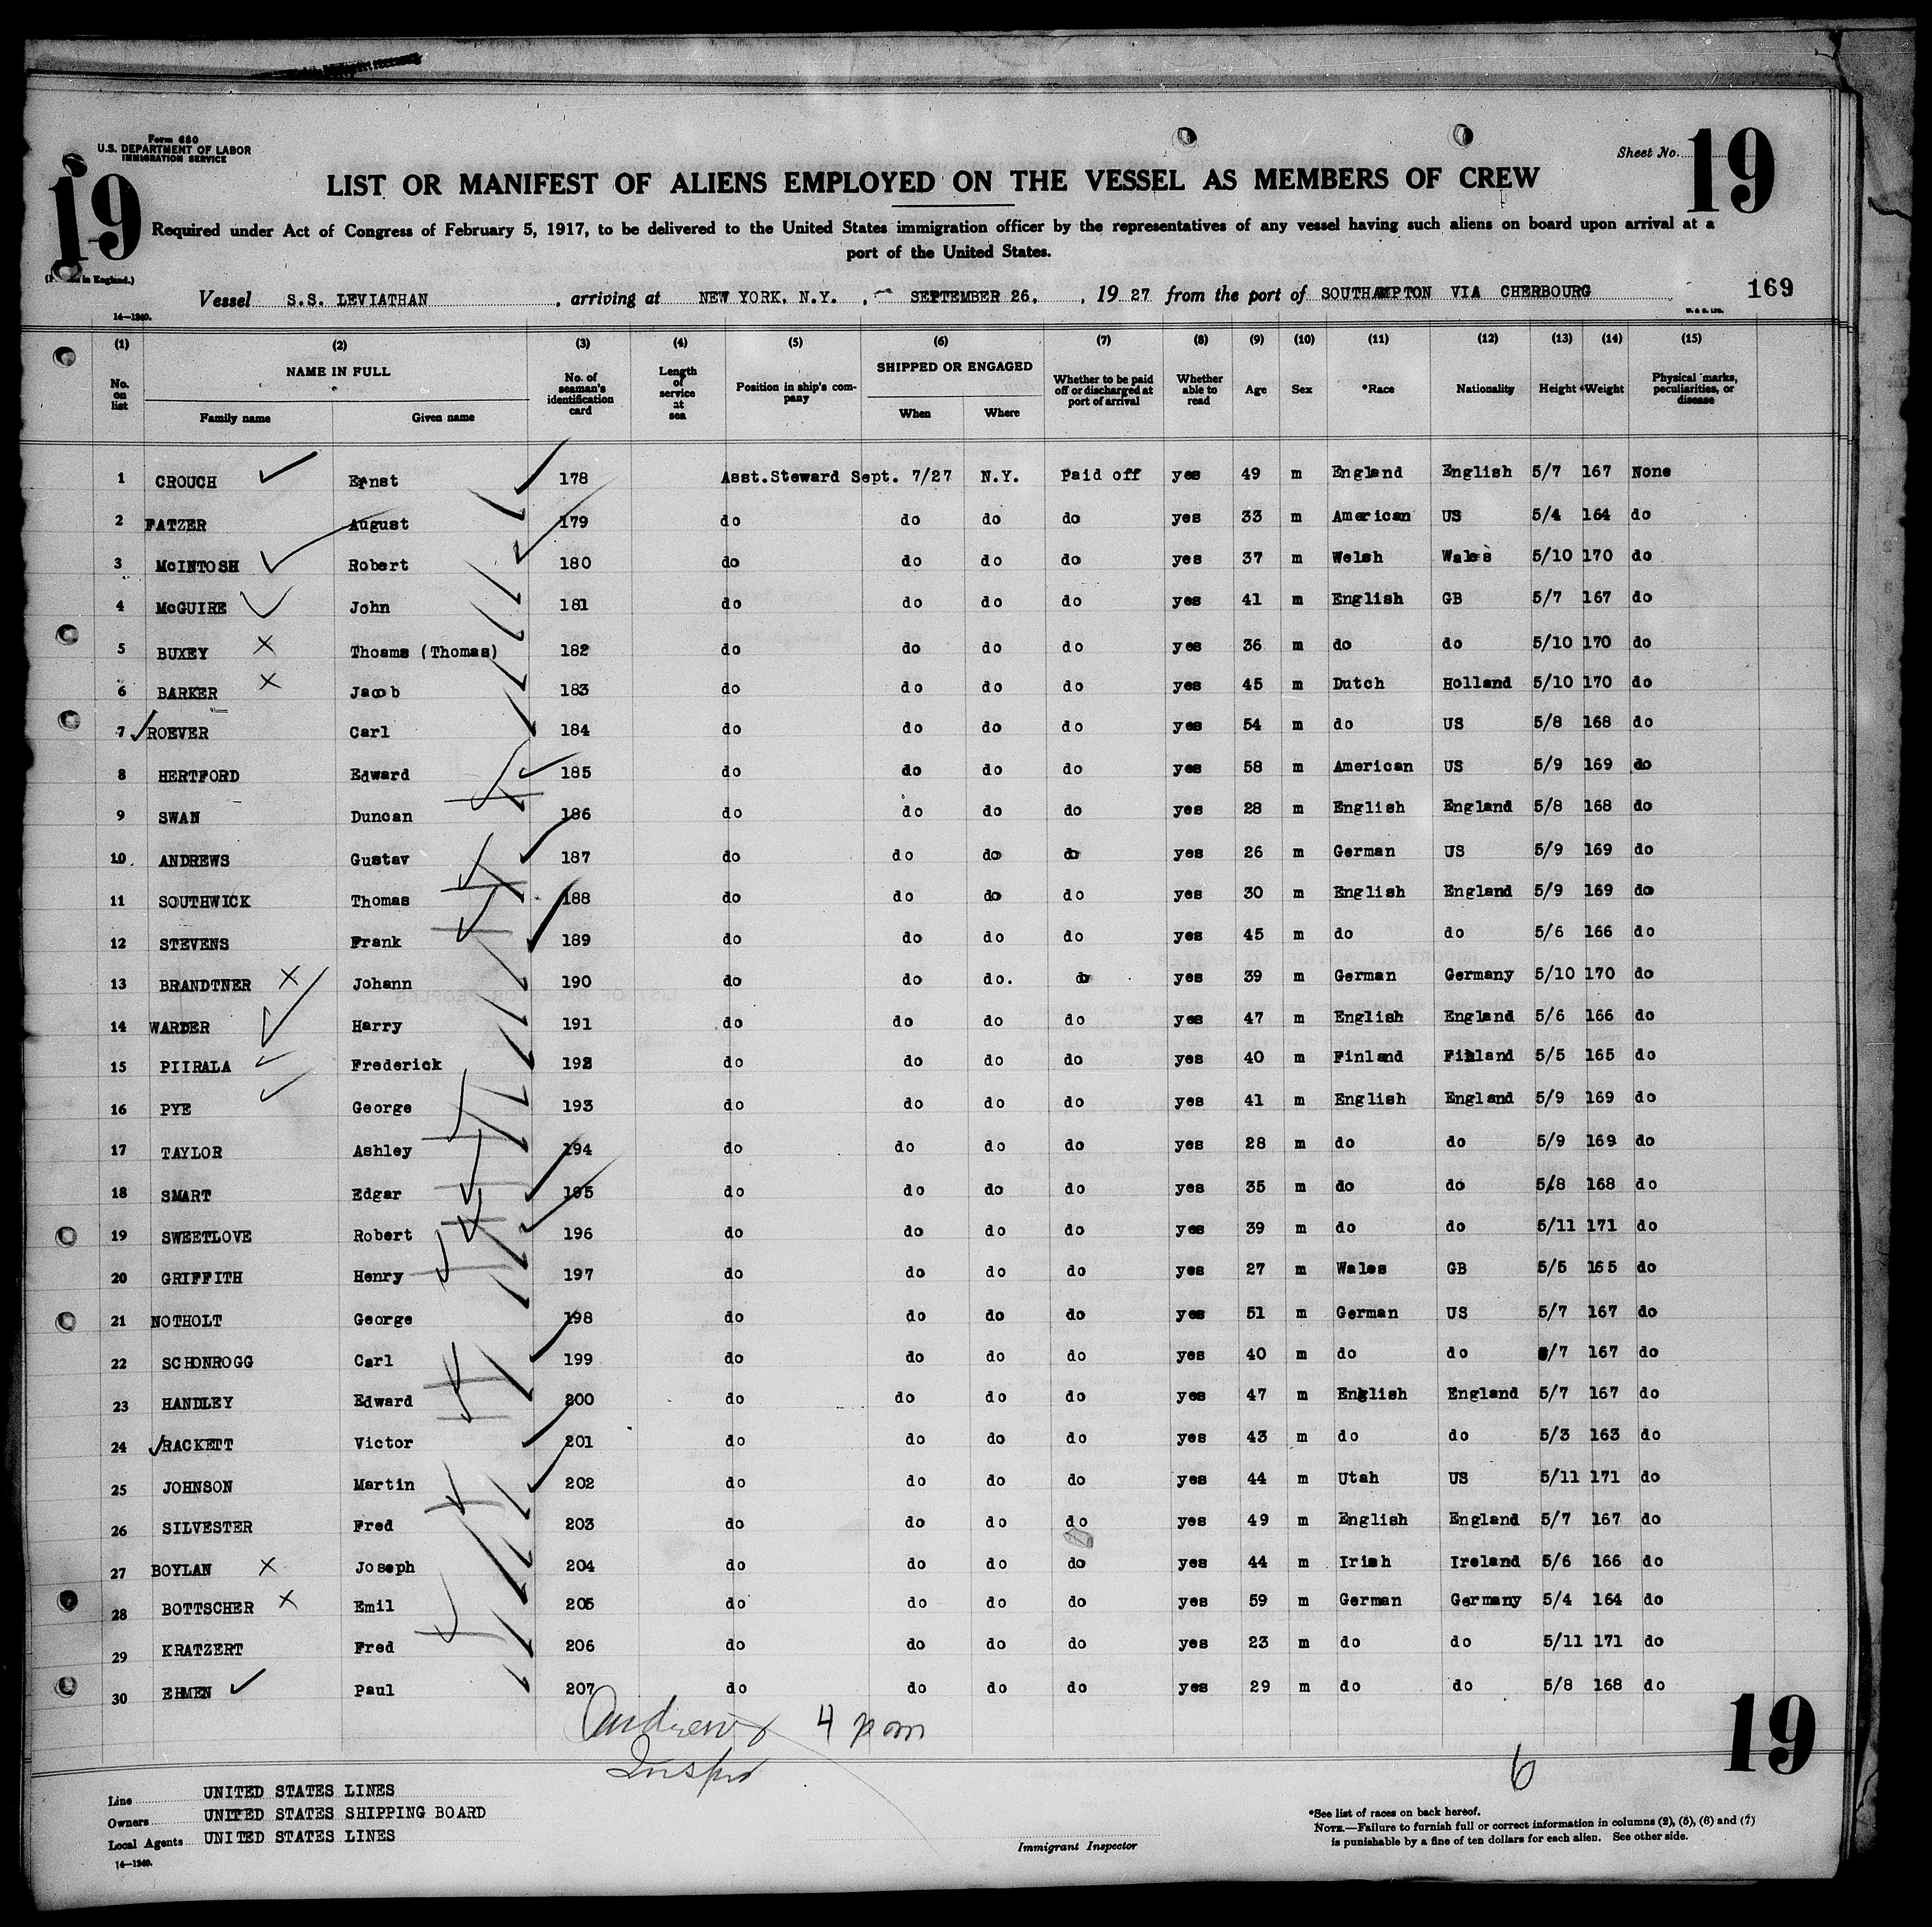 Form 680
U.S. DEPARTMENT OF LABOR
IMMIGRATION SERVICE
Sheet No. 19
19
LIST OR MANIFEST OF ALIENS EMPLOYED ON THE VESSEL AS MEMBERS OF CREW
Required under Act of Congress of February 5, 1917, to be delivered to the United States immigration officer by the representatives of any vessel having such aliens on board upon arrival at a
port of the United States.
in England.)
Vessel S.S. LEVIATHAN, arriving at NEW YORK, N.Y., SEPTEMBER 26, 1927 from the port of SOUTHAMPTON VIA CHERBOURG 169
14—1240. W. & S. LTD.
(1) (2) (3) (4) (5) (6) (7) (8) (9) (10) (11) (12) (13) (14) (15)
No. on list NAME IN FULL Family name Given name No. of seaman's identification card Length of service at sea Position in ship's company SHIPPED OR ENGAGED When Where Whether to be paid off or discharged at port of arrival Whether able to read Age Sex *Race Nationality Height Weight Physical marks, peculiarities, or disease
1 CROUCH Ernst 178 Asst.Steward Sept. 7/27 N.Y. Paid off yes 49 m England English 5/7 167 None
2 FATZER August 179 do do do do yes 33 m American US 5/4 164 do
3 McINTOSH Robert 180 do do do do yes 37 m Welsh Wales 5/10 170 do
4 McGUIRE John 181 do do do do yes 41 m English GB 5/7 167 do
5 BUXEY Thoams (Thomas) 182 do do do do yes 36 m do do 5/10 170 do
6 BARKER Jacob 183 do do do do yes 45 m Dutch Holland 5/10 170 do
7 ROEVER Carl 184 do do do do yes 54 m do US 5/8 168 do
8 HERTFORD Edward 185 do do do do yes 58 m American US 5/9 169 do
9 SWAN Duncan 186 do do do do yes 28 m English England 5/8 168 do
10 ANDREWS Gustav 187 do do do do yes 26 m German US 5/9 169 do
11 SOUTHWICK Thomas 188 do do do do yes 30 m English England 5/9 169 do
12 STEVENS Frank 189 do do do do yes 45 m do do 5/6 166 do
13 BRANDTNER Johann 190 do do do. do yes 39 m German Germany 5/10 170 do
14 WARDER Harry 191 do do do do yes 47 m English England 5/6 166 do
15 PIIRALA Frederick 192 do do do do yes 40 m Finland Finland 5/5 165 do
16 PYE George 193 do do do do yes 41 m English England 5/9 169 do
17 TAYLOR Ashley 194 do do do do yes 28 m do do 5/9 169 do
18 SMART Edgar 195 do do do do yes 35 m do do 5/8 168 do
19 SWEETLOVE Robert 196 do do do do yes 39 m do do 5/11 171 do
20 GRIFFITH Henry 197 do do do do yes 27 m Wales GB 5/5 165 do
21 NOTHOLT George 198 do do do do yes 51 m German US 5/7 167 do
22 SCHONROGG Carl 199 do do do do yes 40 m do do 5/7 167 do
23 HANDLEY Edward 200 do do do do yes 47 m English England 5/7 167 do
24 RACKETT Victor 201 do do do do yes 43 m do do 5/3 163 do
25 JOHNSON Martin 202 do do do do yes 44 m Utah US 5/11 171 do
26 SILVESTER Fred 203 do do do do yes 49 m English England 5/7 167 do
27 BOYLAN Joseph 204 do do do do yes 44 m Irish Ireland 5/6 166 do
28 BOTTSCHER Emil 205 do do do do yes 59 m German Germany 5/4 164 do
29 KRATZERT Fred 206 do do do do yes 23 m do do 5/11 171 do
30 EHMEN Paul 207 do do do do yes 29 m do do 5/8 168 do
Andrews 4 pm
Inspr
6
19
Line UNITED STATES LINES
Owners UNITED STATES SHIPPING BOARD
Local Agents UNITED STATES LINES
14—1240.
Immigrant Inspector
*See list of races on back hereof.
NOTE.—Failure to furnish full or correct information in columns (2), (5), (6) and (7)
is punishable by a fine of ten dollars for each alien. See other side.